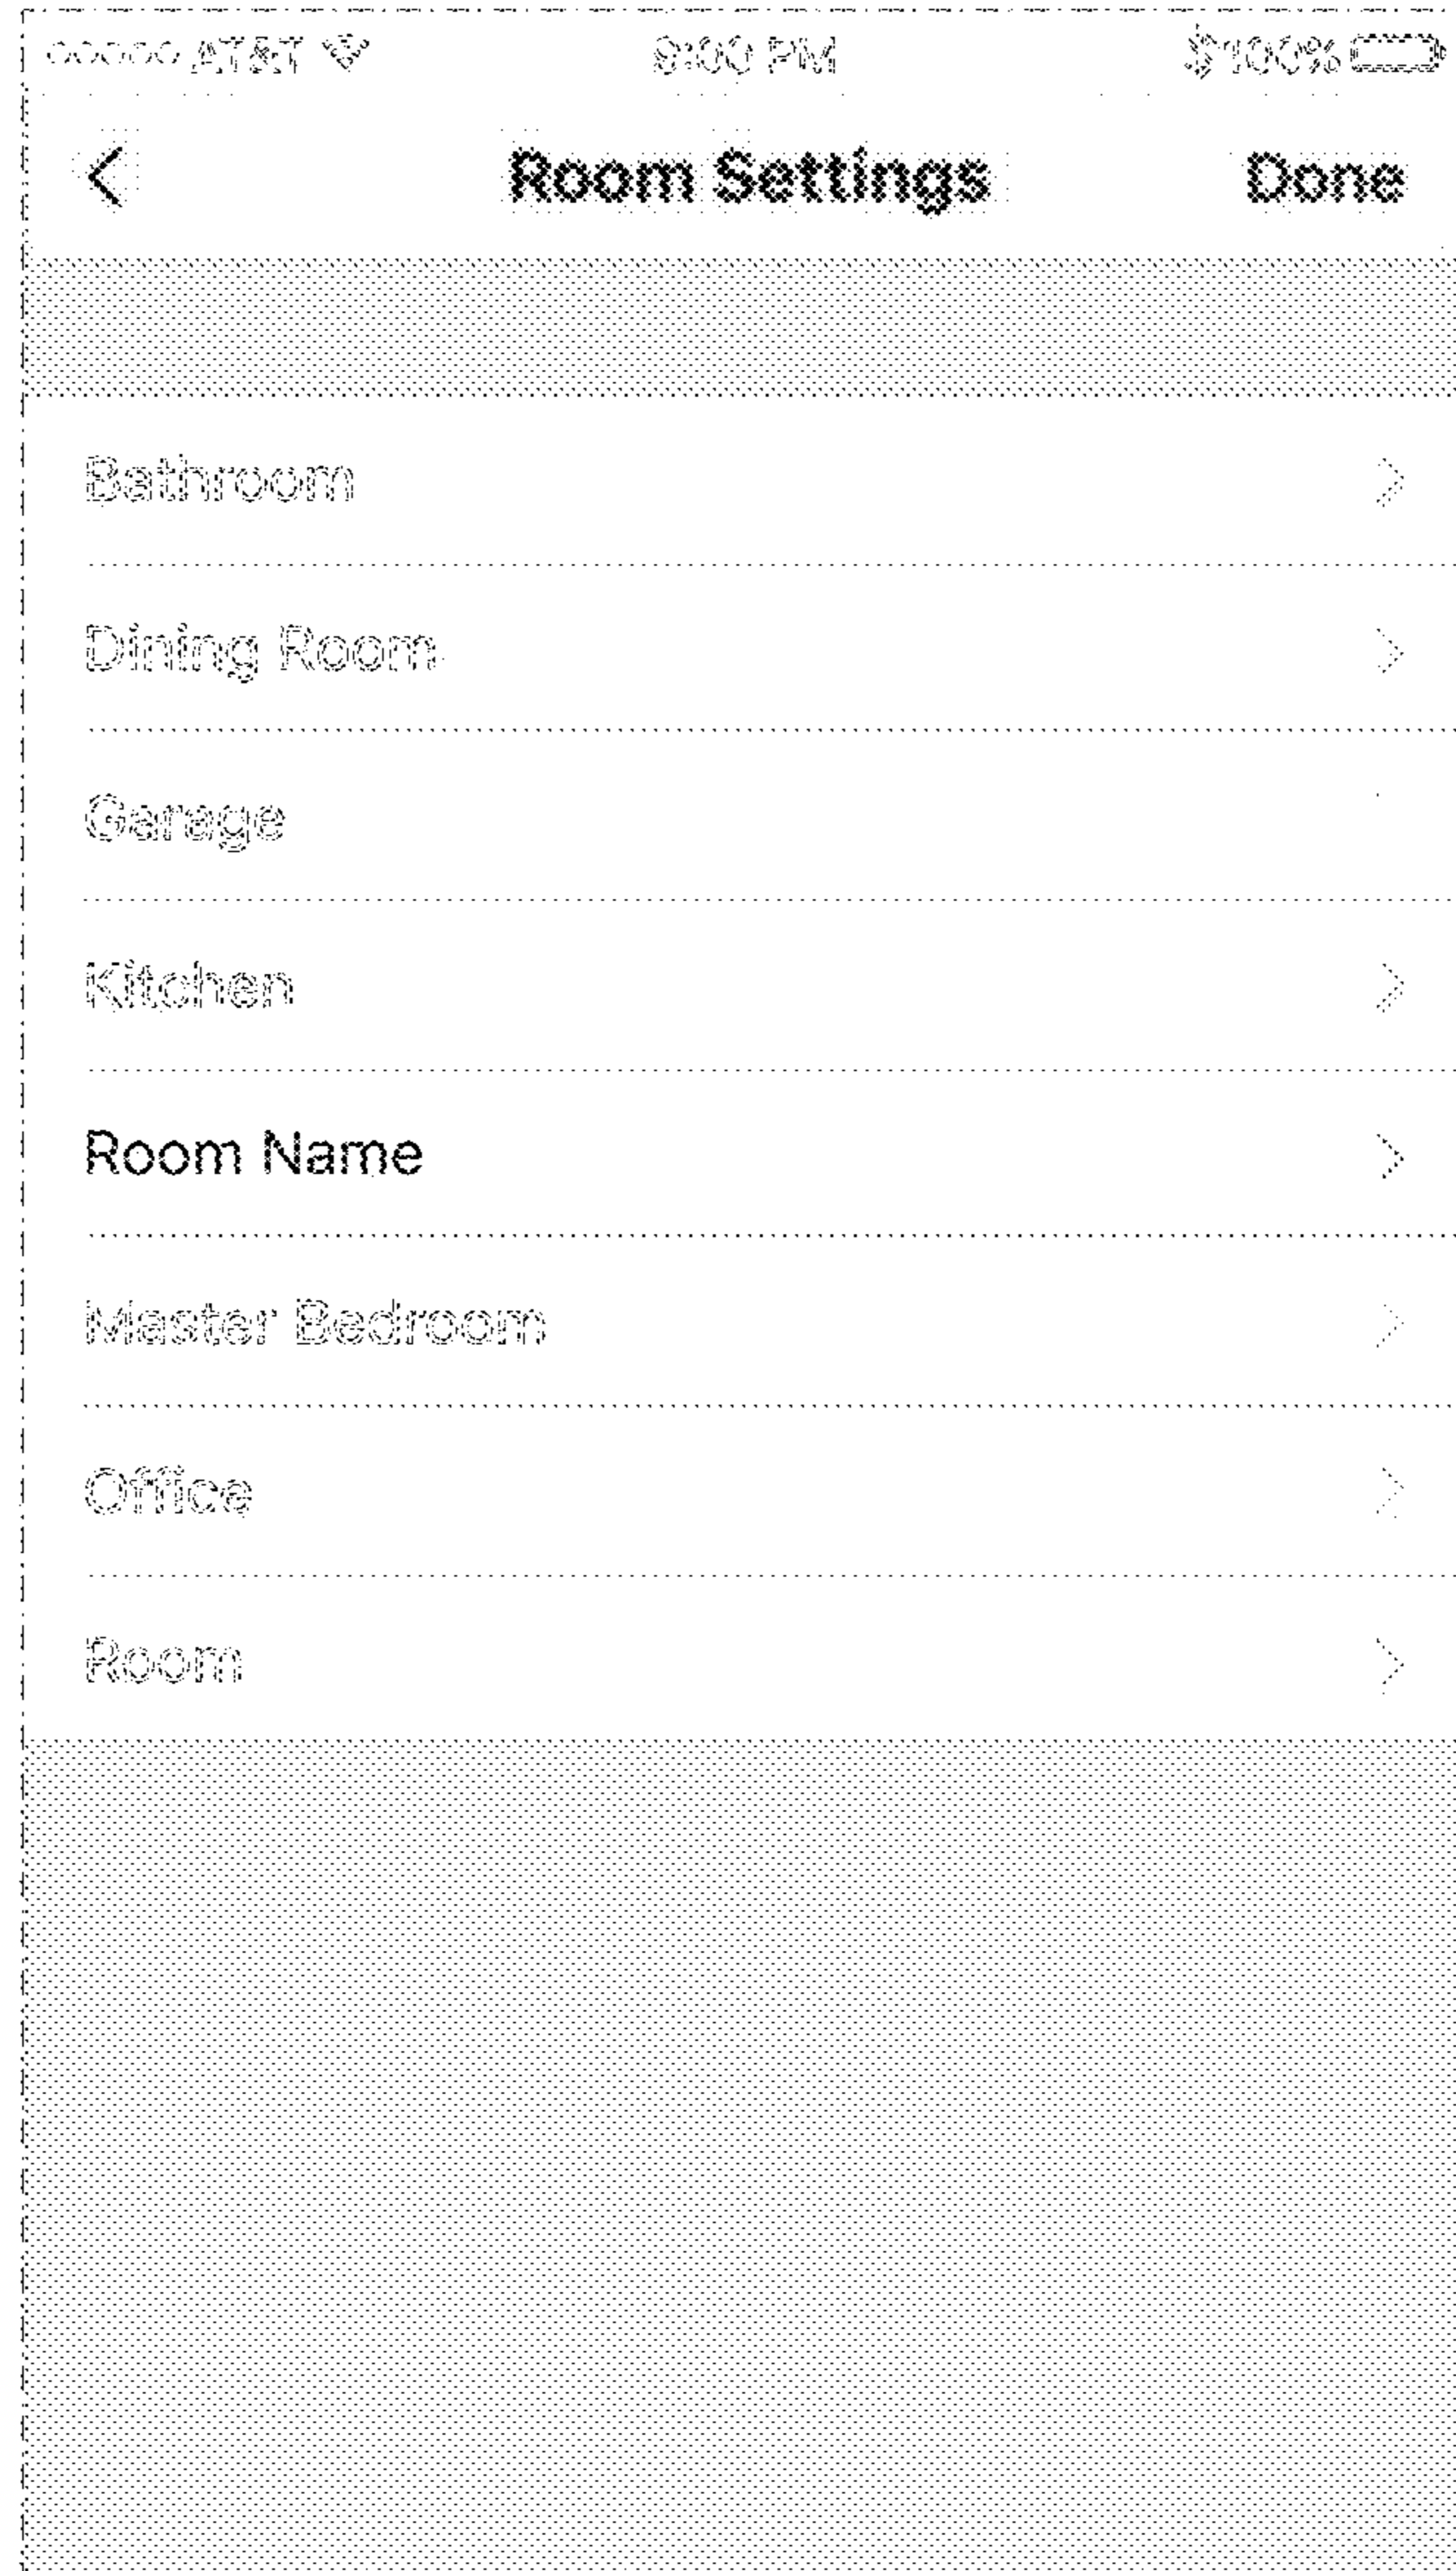 AT&T 9:00 PM 100%
Room Settings Done
Bathroom
Dining Room
Garage
Kitchen
Room Name
Master Bedroom
Office
Room